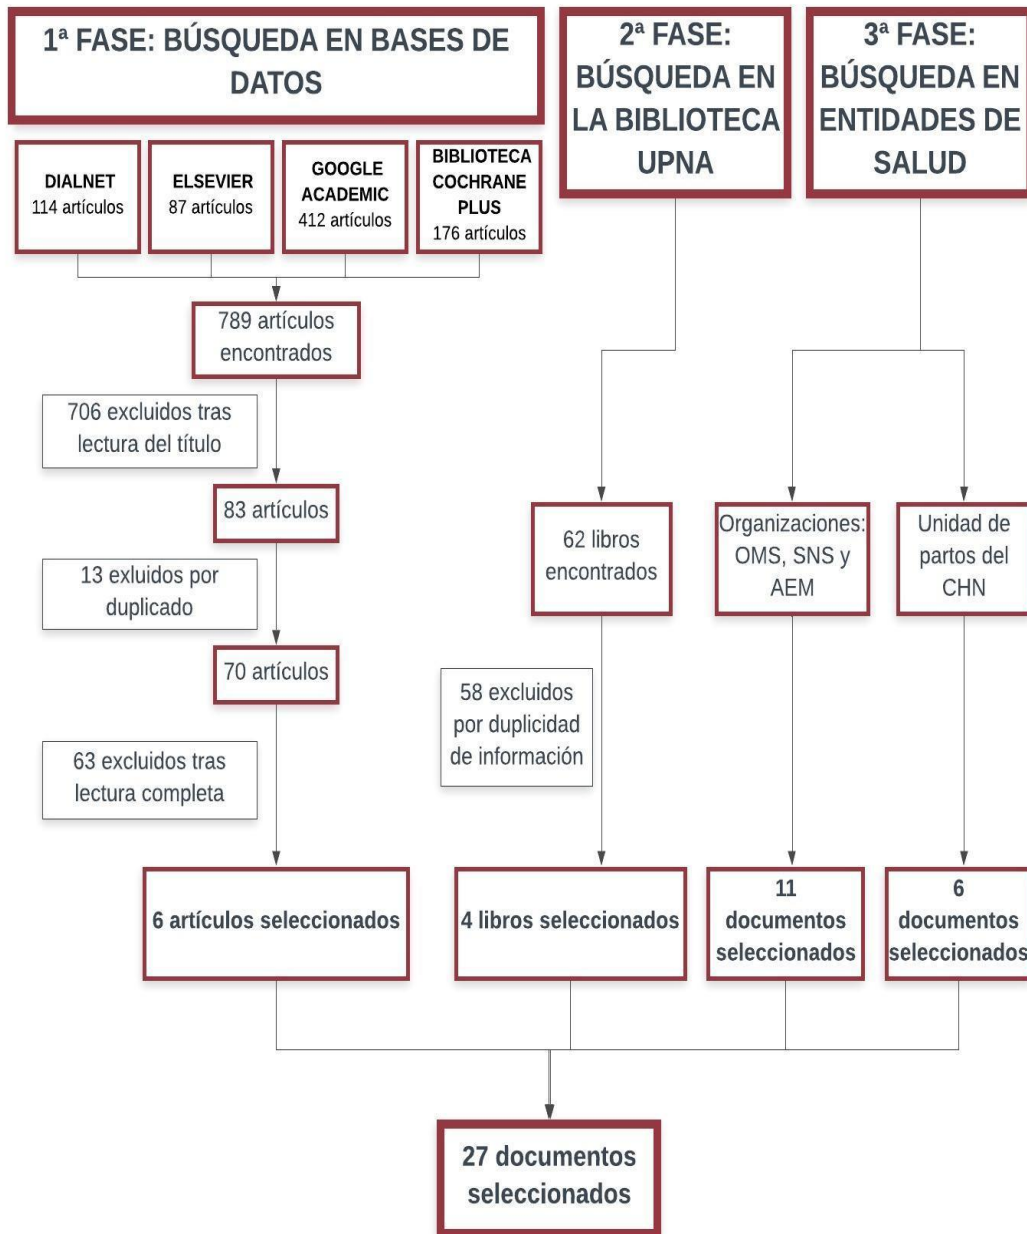 1ª FASE: BÚSQUEDA EN BASES DE
DATOS
2ª FASE:
BÚSQUEDA EN
LA BIBLIOTECA
UPNA
3ª FASE:
BÚSQUEDA EN
ENTIDADES DE
SALUD
DIALNET
114 artículos
ELSEVIER
87 artículos
GOOGLE
ACADEMIC
412 artículos
BIBLIOTECA
COCHRANE
PLUS
176 artículos
789 artículos
encontrados
706 excluidos tras
lectura del título
83 artículos
13 exluidos por
duplicado
70 artículos
63 excluidos tras
lectura completa
62 libros
encontrados
58 excluidos
por duplicidad
de información
Organizaciones:
OMS, SNS y
AEM
Unidad de
partos del
CHN
6 artículos seleccionados
4 libros seleccionados
11
documentos
seleccionados
6
documentos
seleccionados
27 documentos
seleccionados